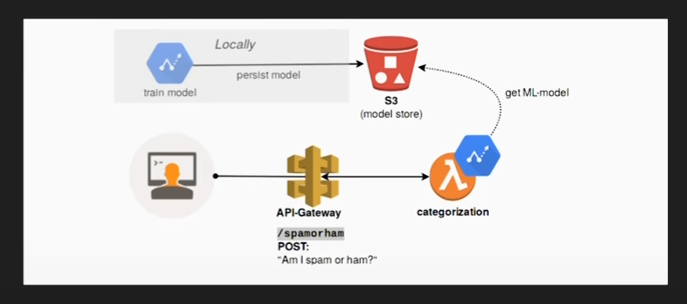 Locally
train model
persist model
S3
(model store)
get ML-model
>-
API-Gateway
categorization
/spamorham
POST:
"Am I spam or ham?"
λ